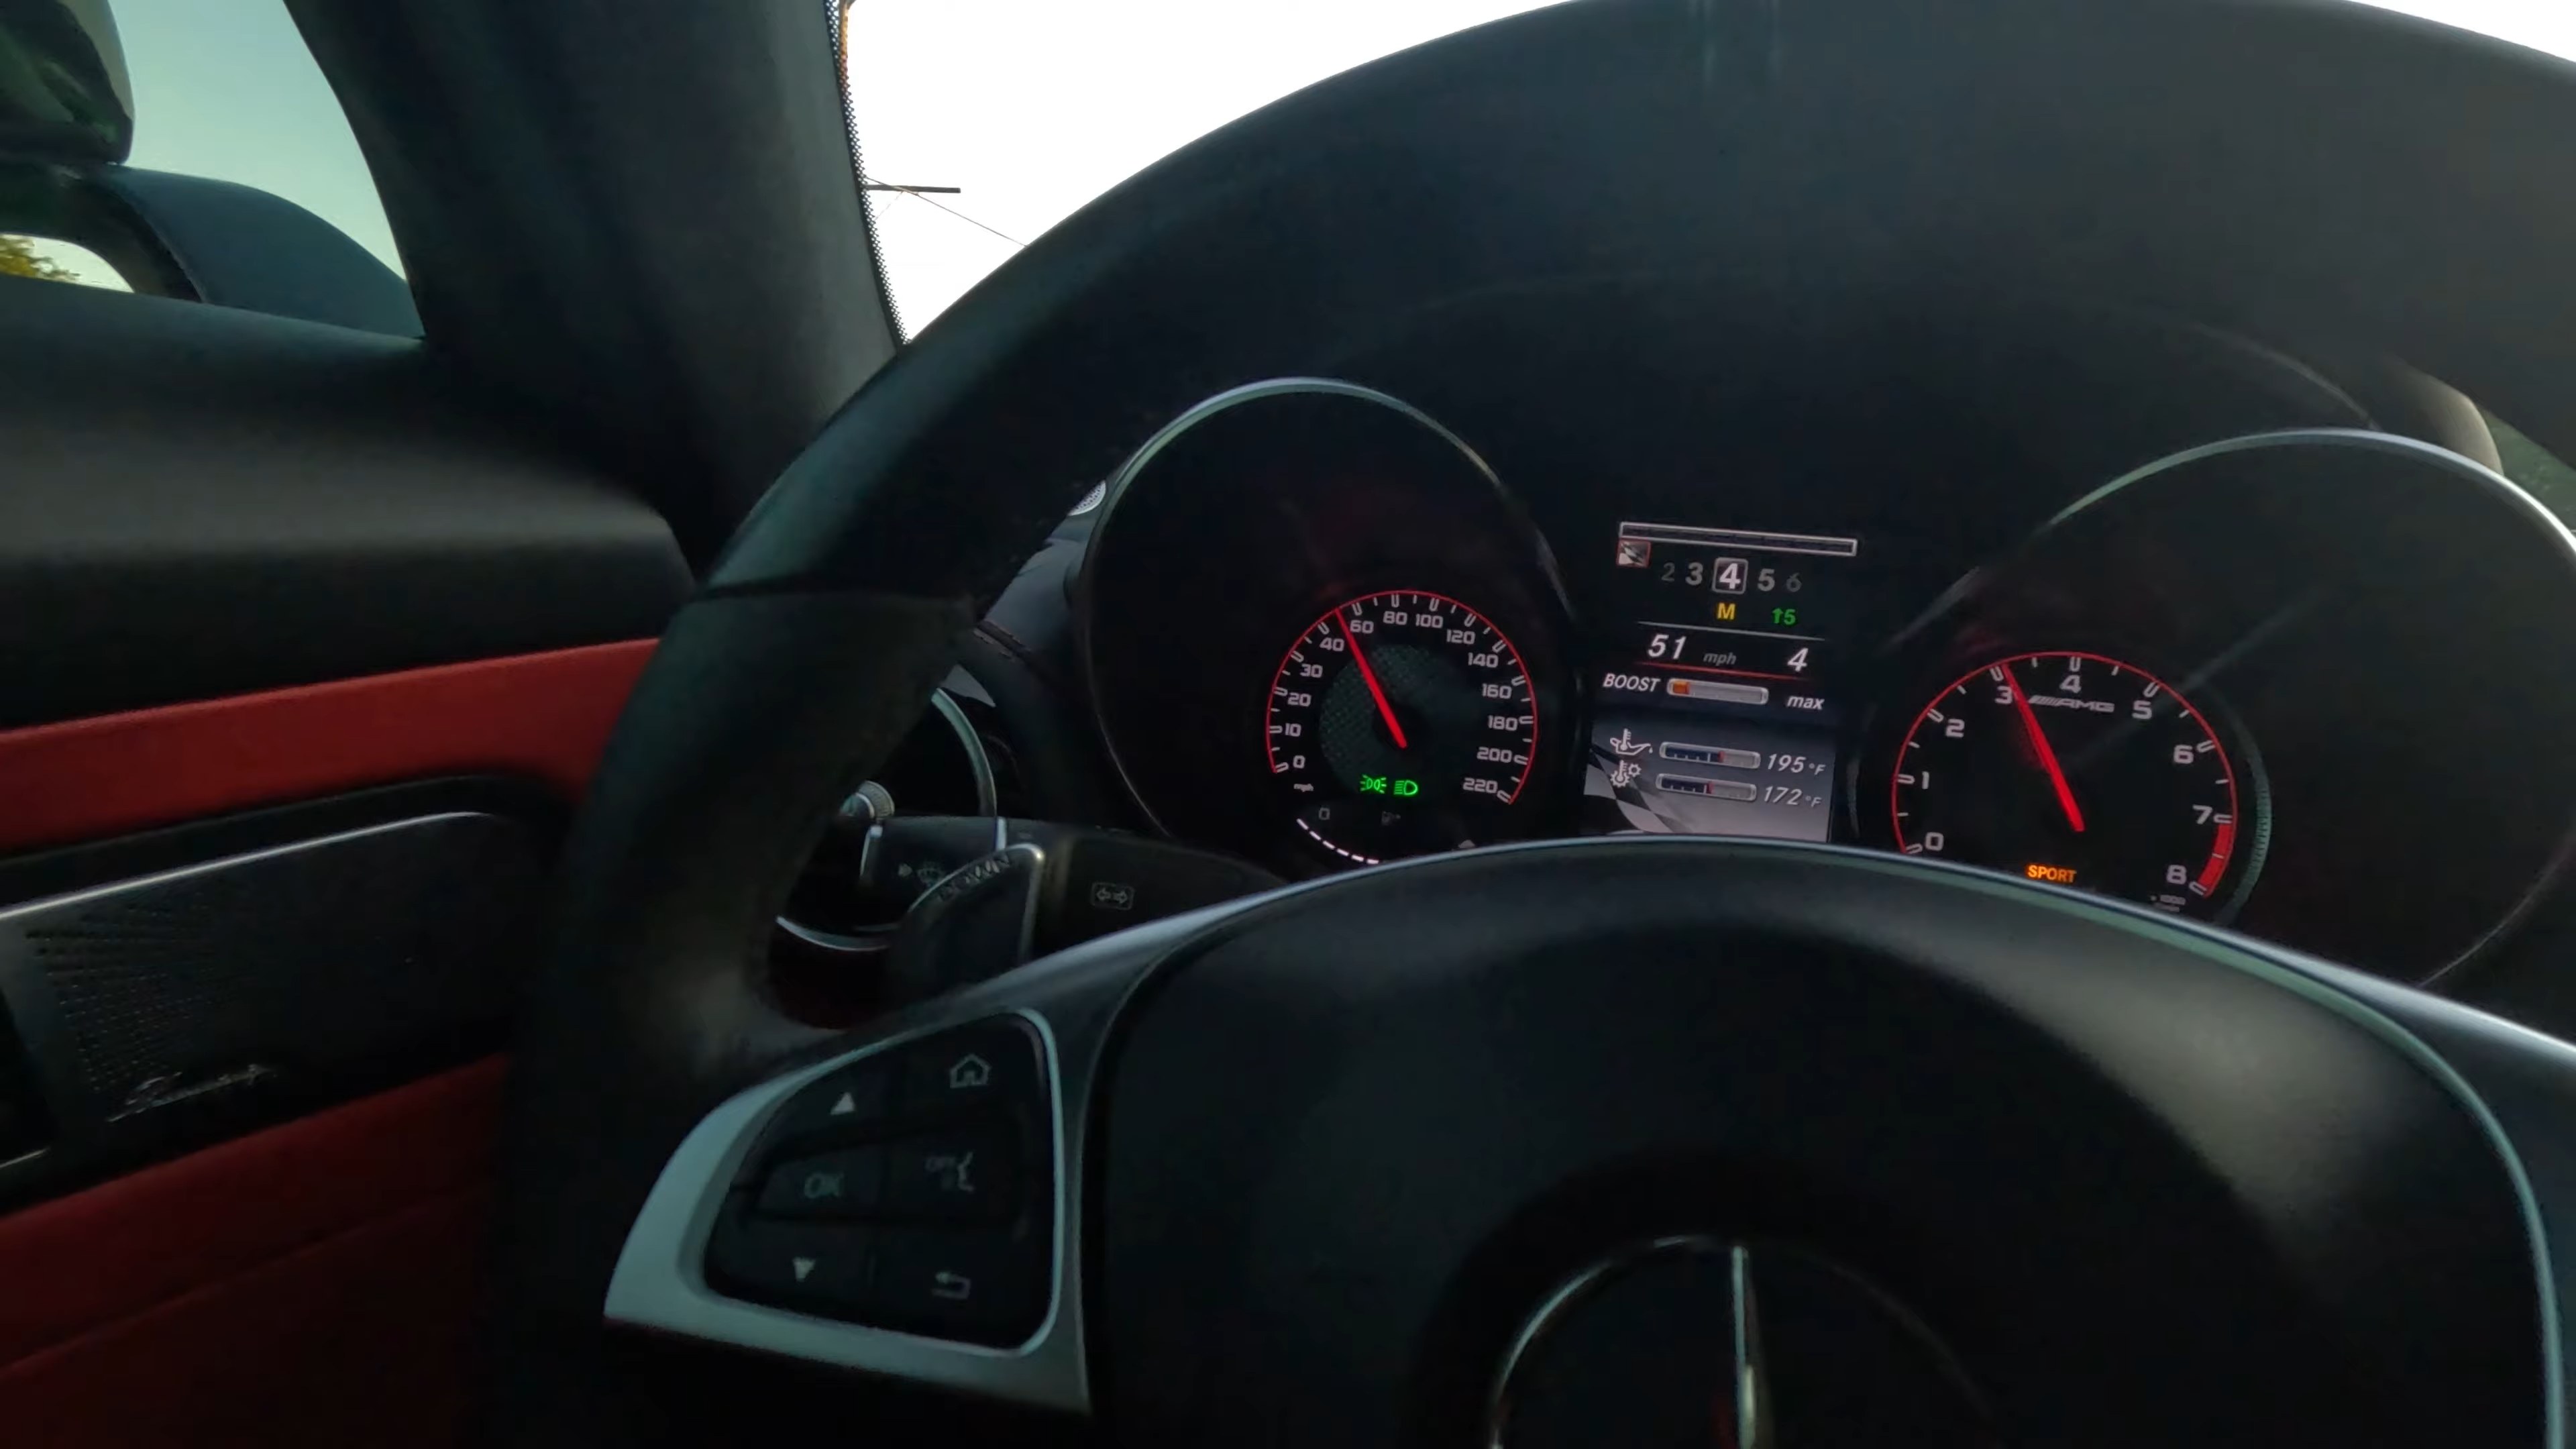 2 3 4 5 6
M ↑5
51 mph 4
BOOST max
195°F
172°F
0 10 20 30 40 60 80 100 120 140 160 180 200 220
mph
0 1 2 3 4 5 6 7 8
AMG
SPORT
DOWN
OK